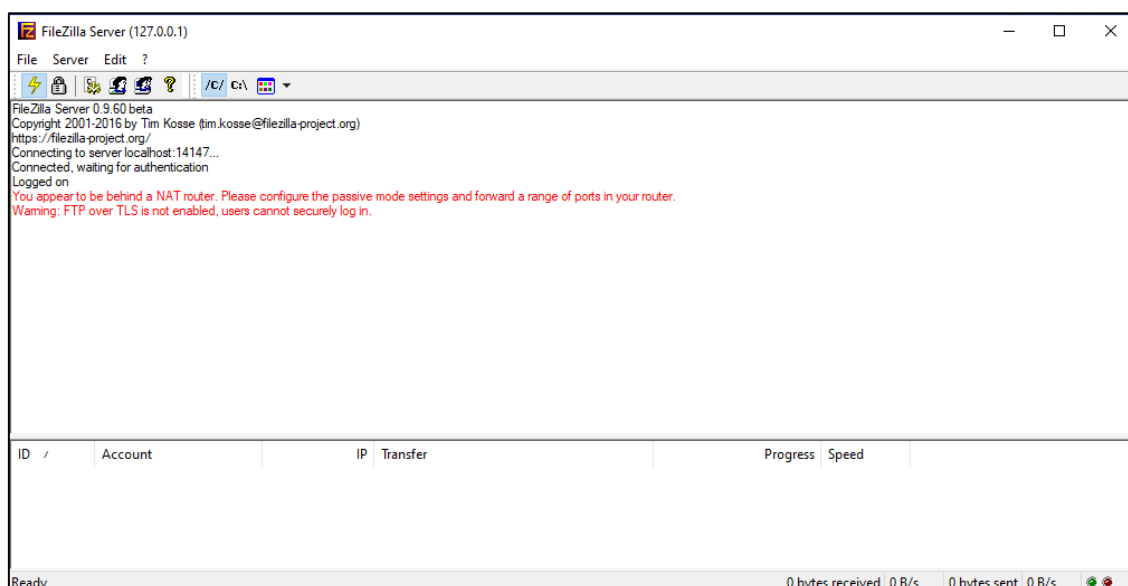 FileZilla Server (127.0.0.1)
File Server Edit ?
/C/ C:\
FileZilla Server 0.9.60 beta
Copyright 2001-2016 by Tim Kosse (tim.kosse@filezilla-project.org)
https://filezilla-project.org/
Connecting to server localhost:14147...
Connected, waiting for authentication
Logged on
You appear to be behind a NAT router. Please configure the passive mode settings and forward a range of ports in your router.
Warning: FTP over TLS is not enabled, users cannot securely log in.
ID / Account IP Transfer Progress Speed
Ready 0 bytes received 0 B/s 0 bytes sent 0 B/s